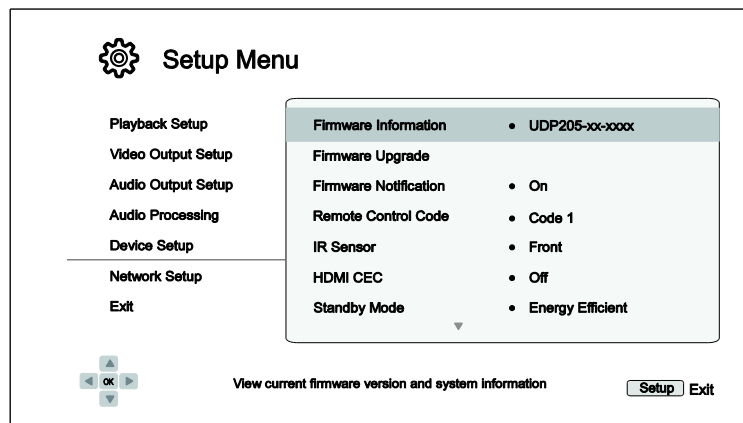 Setup Menu
Playback Setup
Video Output Setup
Audio Output Setup
Audio Processing
Device Setup
Network Setup
Exit
Firmware Information • UDP205-xx-xxxx
Firmware Upgrade
Firmware Notification • On
Remote Control Code • Code 1
IR Sensor • Front
HDMI CEC • Off
Standby Mode • Energy Efficient
OK
View current firmware version and system information
Setup Exit